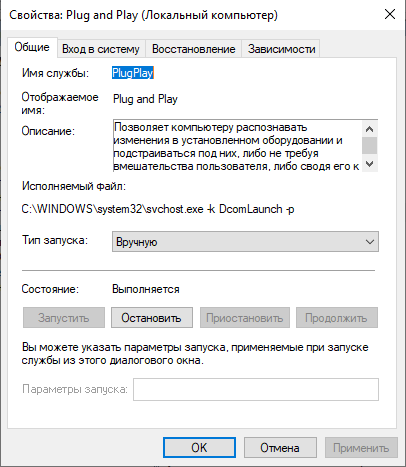 Свойства: Plug and Play (Локальный компьютер)
Общие Вход в систему Восстановление Зависимости
Имя службы: PlugPlay
Отображаемое имя: Plug and Play
Описание: Позволяет компьютеру распознавать
изменения в установленном оборудовании и
подстраиваться под них, либо не требуя
вмешательства пользователя, либо сводя его к
Исполняемый файл:
C:\WINDOWS\system32\svchost.exe -k DcomLaunch -p
Тип запуска: Вручную
Состояние: Выполняется
Запустить Остановить Приостановить Продолжить
Вы можете указать параметры запуска, применяемые при запуске
службы из этого диалогового окна.
Параметры запуска:
OK Отмена Применить